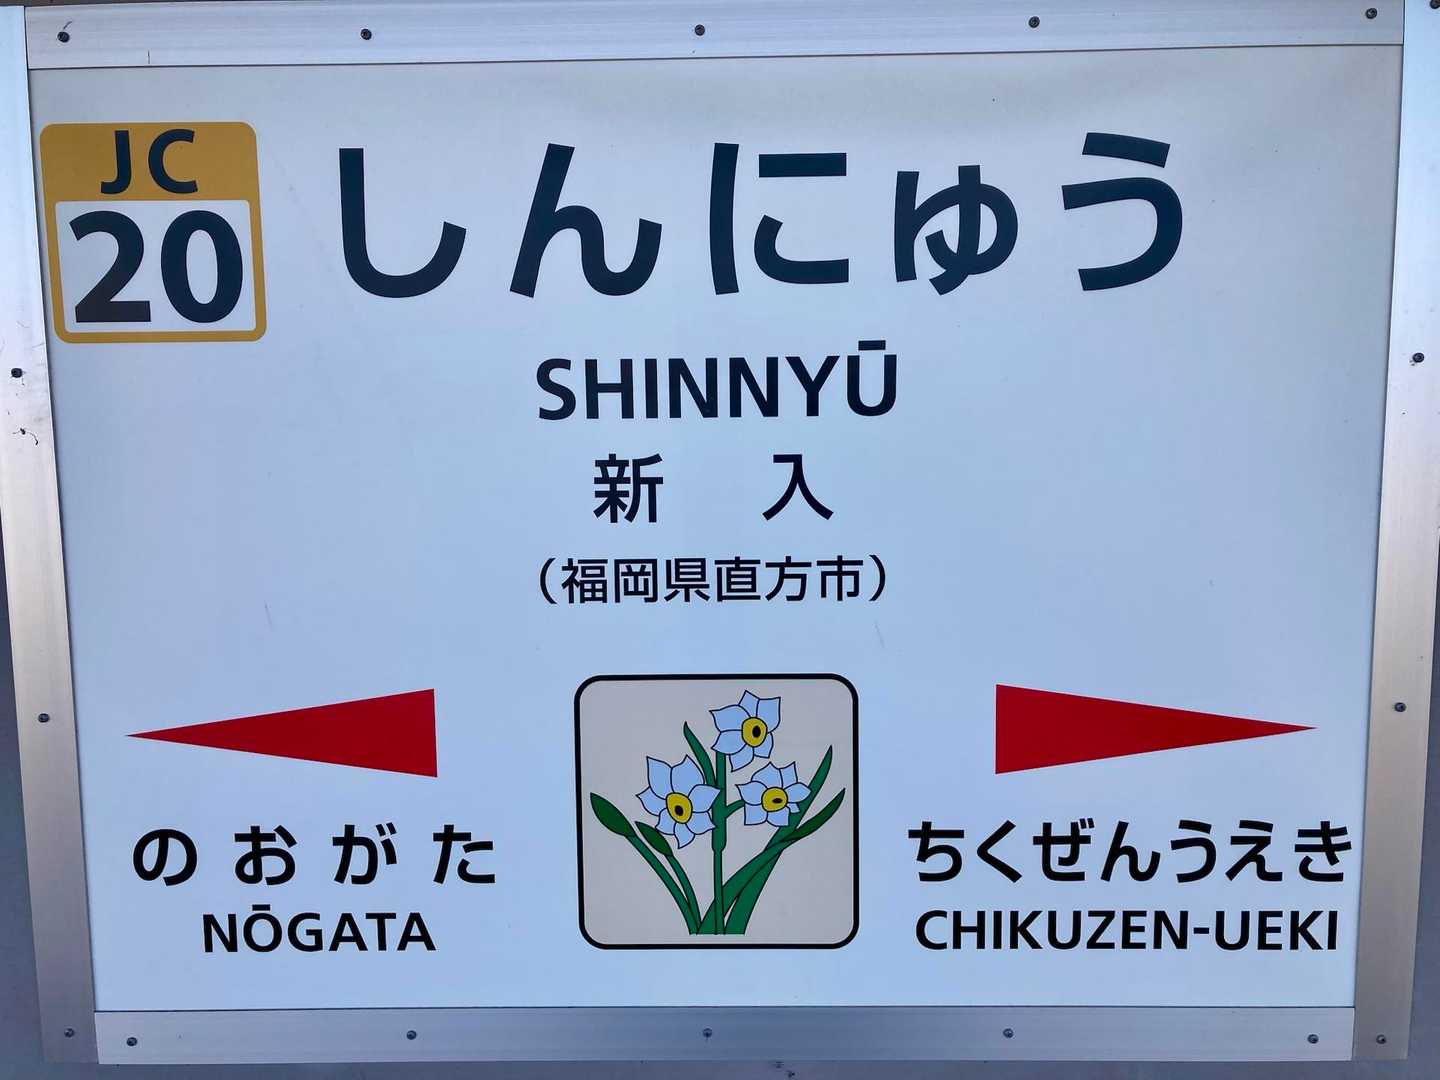 JC
20
しんにゅう
SHINNYŪ
新 入
（福岡県直方市）
のおがた
NŌGATA
ちくぜんうえき
CHIKUZEN-UEKI